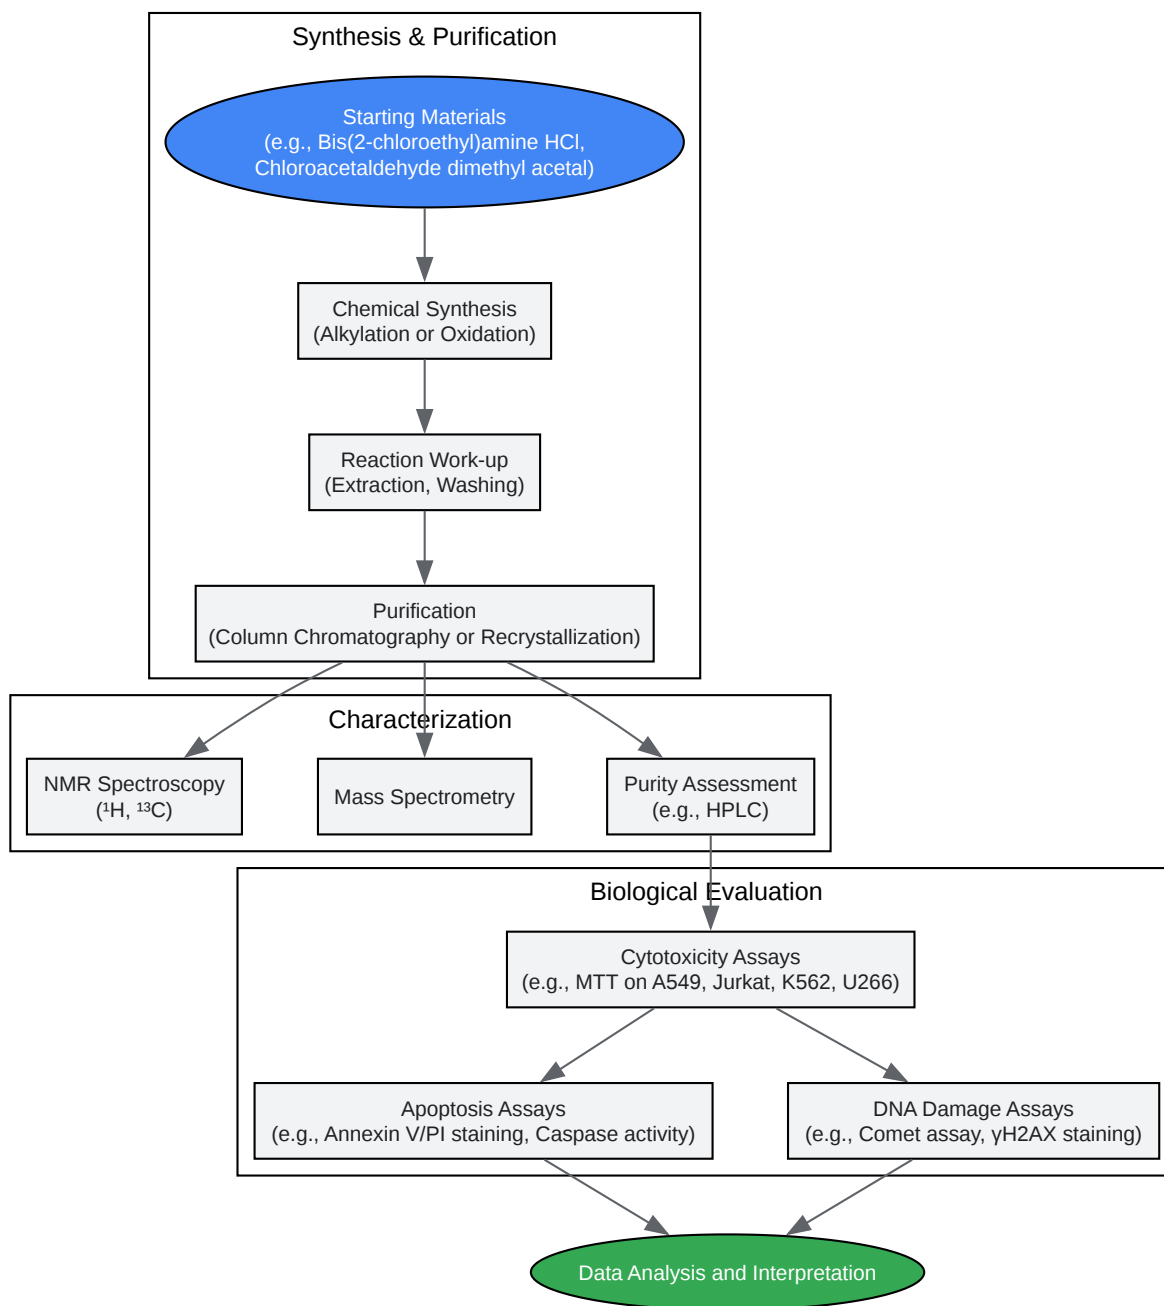 Synthesis & Purification
Starting Materials
(e.g., Bis(2-chloroethyl)amine HCl,
Chloroacetaldehyde dimethyl acetal)
Chemical Synthesis
(Alkylation or Oxidation)
Reaction Work-up
(Extraction, Washing)
Purification
(Column Chromatography or Recrystallization)
Characterization
NMR Spectroscopy
(¹H, ¹³C)
Mass Spectrometry
Purity Assessment
(e.g., HPLC)
Biological Evaluation
Cytotoxicity Assays
(e.g., MTT on A549, Jurkat, K562, U266)
Apoptosis Assays
(e.g., Annexin V/PI staining, Caspase activity)
DNA Damage Assays
(e.g., Comet assay, γH2AX staining)
Data Analysis and Interpretation